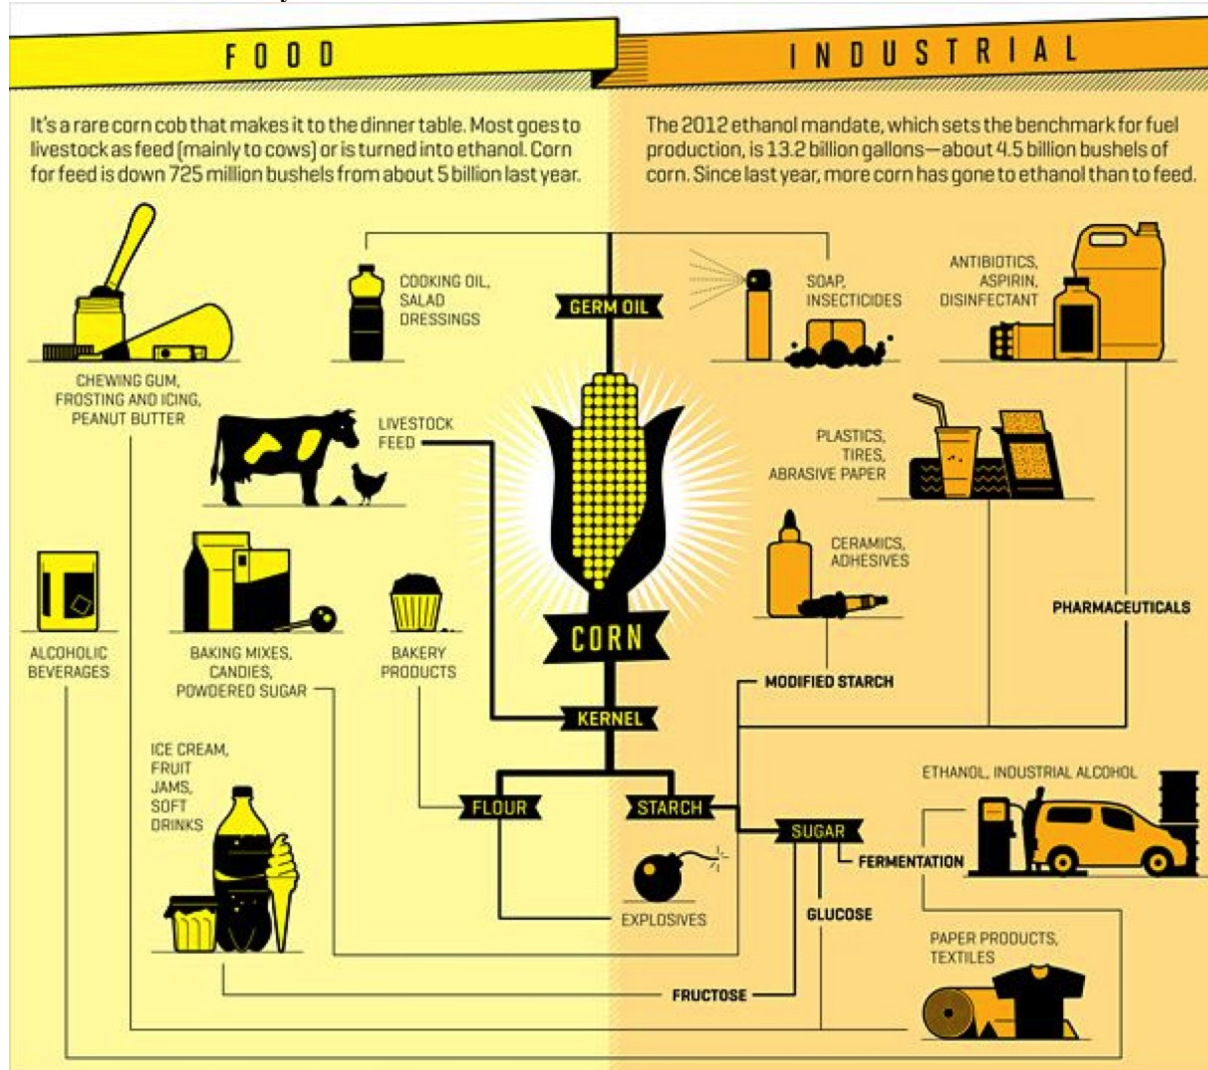 FOOD
INDUSTRIAL
It's a rare corn cob that makes it to the dinner table. Most goes to
livestock as feed (mainly to cows) or is turned into ethanol. Corn
for feed is down 725 million bushels from about 5 billion last year.
The 2012 ethanol mandate, which sets the benchmark for fuel
production, is 13.2 billion gallons—about 4.5 billion bushels of
corn. Since last year, more corn has gone to ethanol than to feed.
CHEWING GUM,
FROSTING AND ICING,
PEANUT BUTTER
COOKING OIL,
SALAD
DRESSINGS
GERM OIL
SOAP,
INSECTICIDES
ANTIBIOTICS,
ASPIRIN,
DISINFECTANT
LIVESTOCK
FEED
PLASTICS,
TIRES,
ABRASIVE PAPER
CERAMICS,
ADHESIVES
PHARMACEUTICALS
CORN
ALCOHOLIC
BEVERAGES
BAKING MIXES,
CANDIES,
POWDERED SUGAR
BAKERY
PRODUCTS
MODIFIED STARCH
KERNEL
ICE CREAM,
FRUIT
JAMS,
SOFT
DRINKS
FLOUR
STARCH
SUGAR
ETHANOL, INDUSTRIAL ALCOHOL
FERMENTATION
EXPLOSIVES
GLUCOSE
PAPER PRODUCTS,
TEXTILES
FRUCTOSE